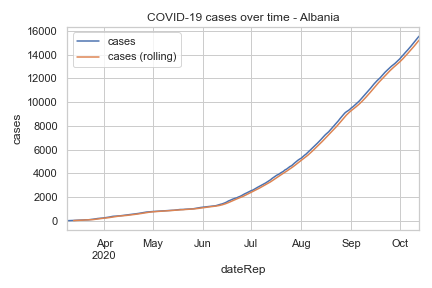 COVID-19 cases over time - Albania
cases
cases (rolling)
16000
14000
12000
10000
8000
6000
4000
2000
0
cases
Apr
2020
May
Jun
Jul
Aug
Sep
Oct
dateRep